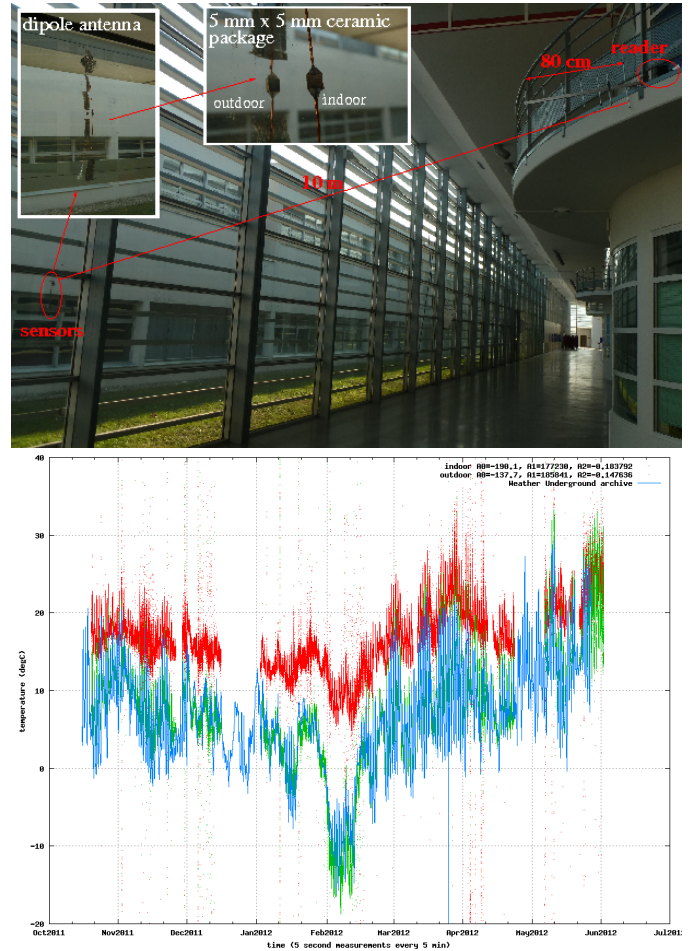 dipole antenna
5 mm x 5 mm ceramic
package
outdoor
indoor
80 cm
reader
10 m
sensors
indoor A0=-190.1, A1=177230, A2=-0.183792
outdoor A0=-137.7, A1=185841, A2=-0.147636
Weather Underground archive
temperature (degC)
40
30
20
10
0
-10
-20
Oct2011
Nov2011
Dec2011
Jan2012
Feb2012
Mar2012
Apr2012
May2012
Jun2012
Jul2012
time (5 second measurements every 5 min)